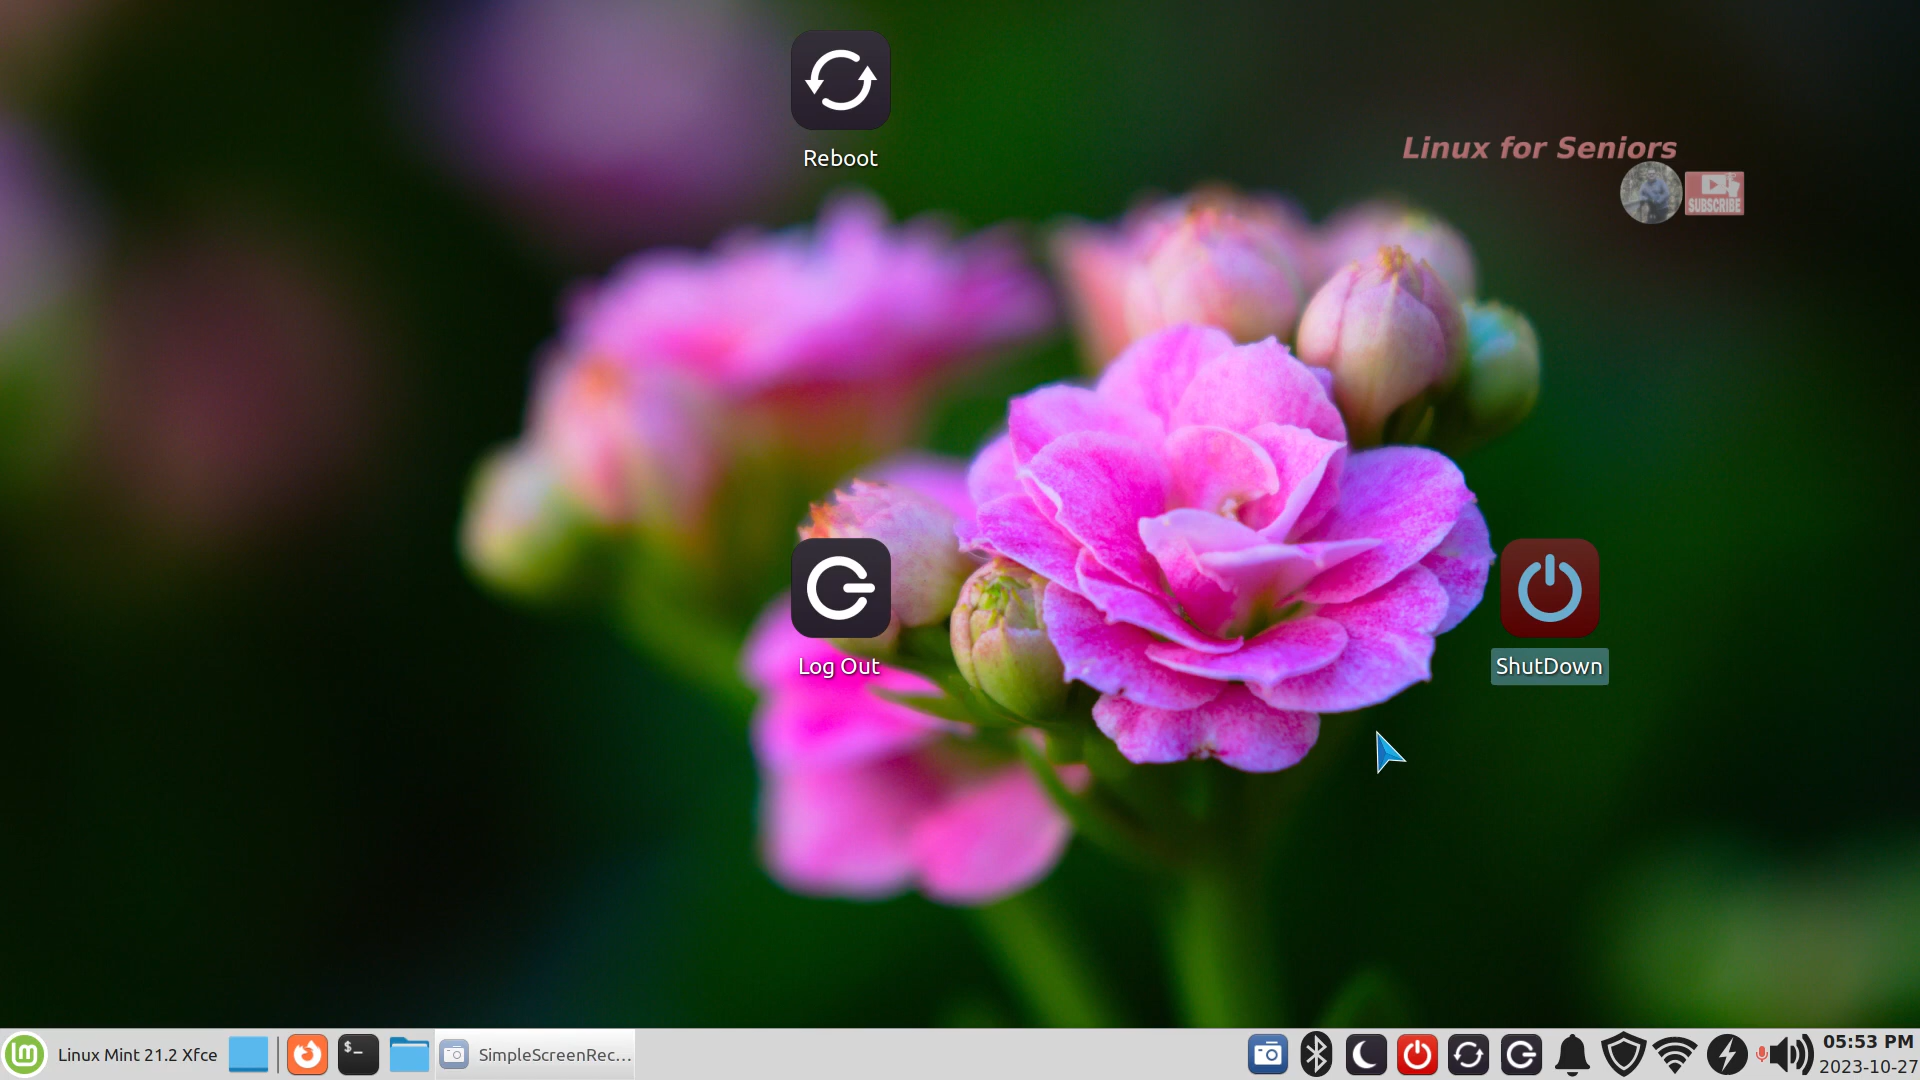 Reboot
Linux for Seniors
SUBSCRIBE
Log Out
ShutDown
Linux Mint 21.2 Xfce
$_
SimpleScreenRec...
05:53 PM
2023-10-27